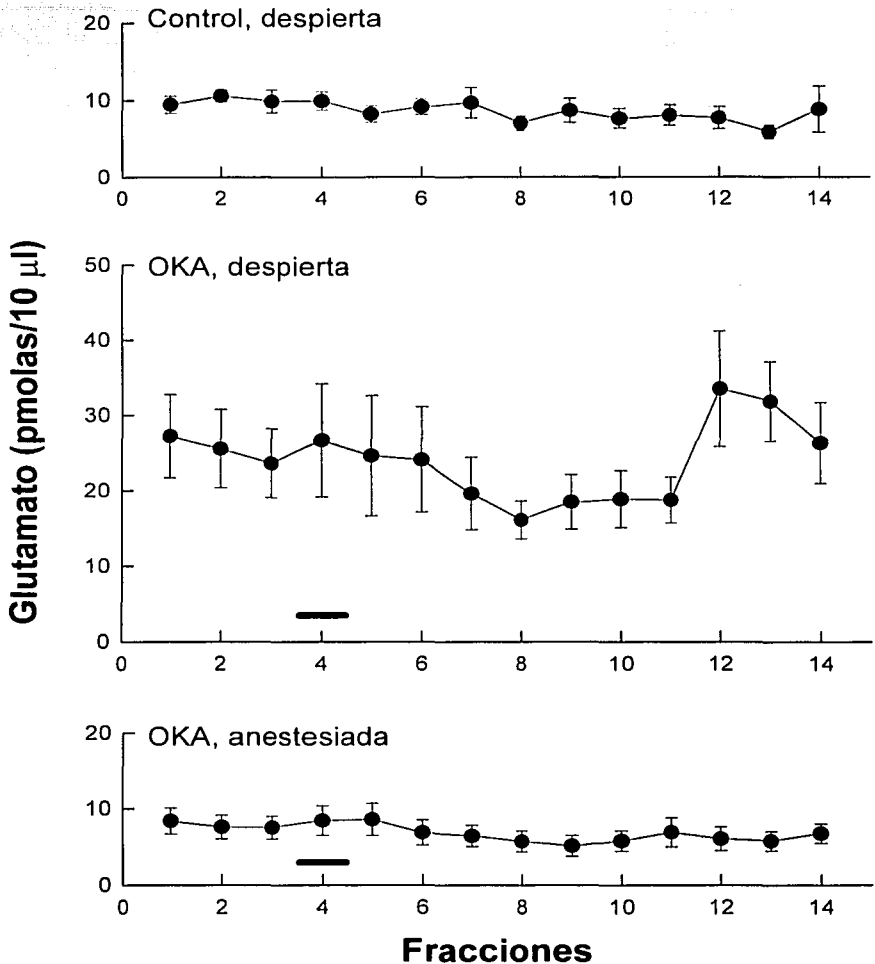 Control, despierta
20
10
0
0 2 4 6 8 10 12 14
Glutamato (pmolas/10 µl)
OKA, despierta
50
40
30
20
10
0
0 2 4 6 8 10 12 14
OKA, anestesiada
20
10
0
0 2 4 6 8 10 12 14
Fracciones